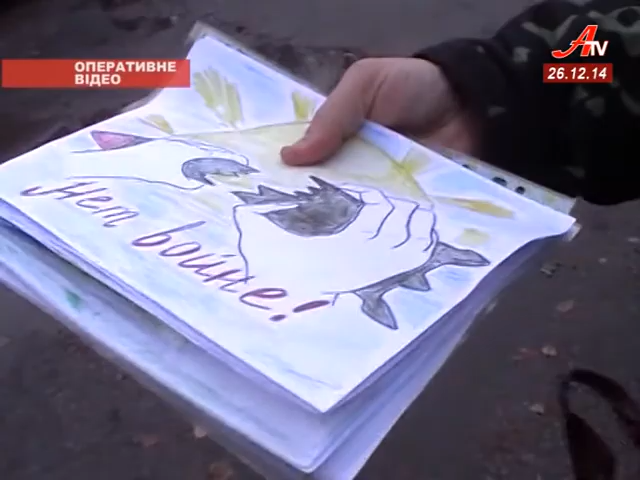 ОПЕРАТИВНЕ
ВІДЕО
ATV
26.12.14
Нет
войне!